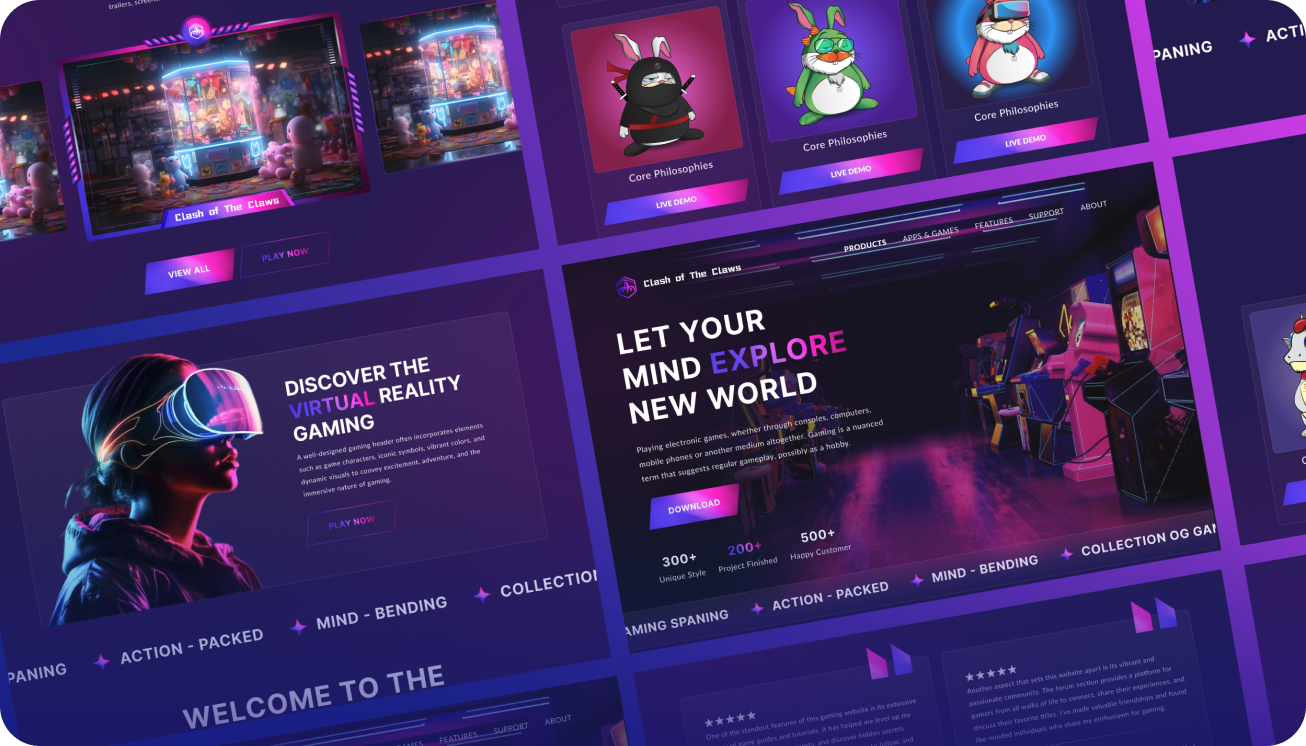 trailers,
Clash of The Claws
VIEW ALL
PLAY NOW
Core Philosophies
LIVE DEMO
Core Philosophies
LIVE DEMO
Core Philosophies
LIVE DEMO
PANING
ACTI
DISCOVER THE
VIRTUAL REALITY
GAMING
A well-designed gaming header often incorporates elements
such as game characters, iconic symbols, vibrant colors, and
dynamic visuals to convey excitement, adventure, and the
immersive nature of gaming.
PLAY NOW
PANING
ACTION - PACKED
MIND - BENDING
COLLECTION
WELCOME TO THE
FEATURES
SUPPORT
ABOUT
Clash of The Claws
PRODUCTS
APPS & GAMES
FEATURES
SUPPORT
ABOUT
LET YOUR
MIND EXPLORE
NEW WORLD
Playing electronic games, whether through consoles, computers,
mobile phones or another medium altogether. Gaming is a nuanced
term that suggests regular gameplay, possibly as a hobby.
DOWNLOAD
300+
Unique Style
200+
Project Finished
500+
Happy Customer
AMING SPANING
ACTION - PACKED
MIND - BENDING
COLLECTION OG GAM
One of the standout features of this gaming website is its extensive
of game guides and tutorials. It has helped me level up my
and discover hidden secrets
to follow, and
Another aspect that sets this website apart is its vibrant and
passionate community. The forum section provides a platform for
gamers from all walks of life to connect, share their experiences, and
discuss their favorite titles. I've made valuable friendships and found
like-minded individuals who share my enthusiasm for gaming.